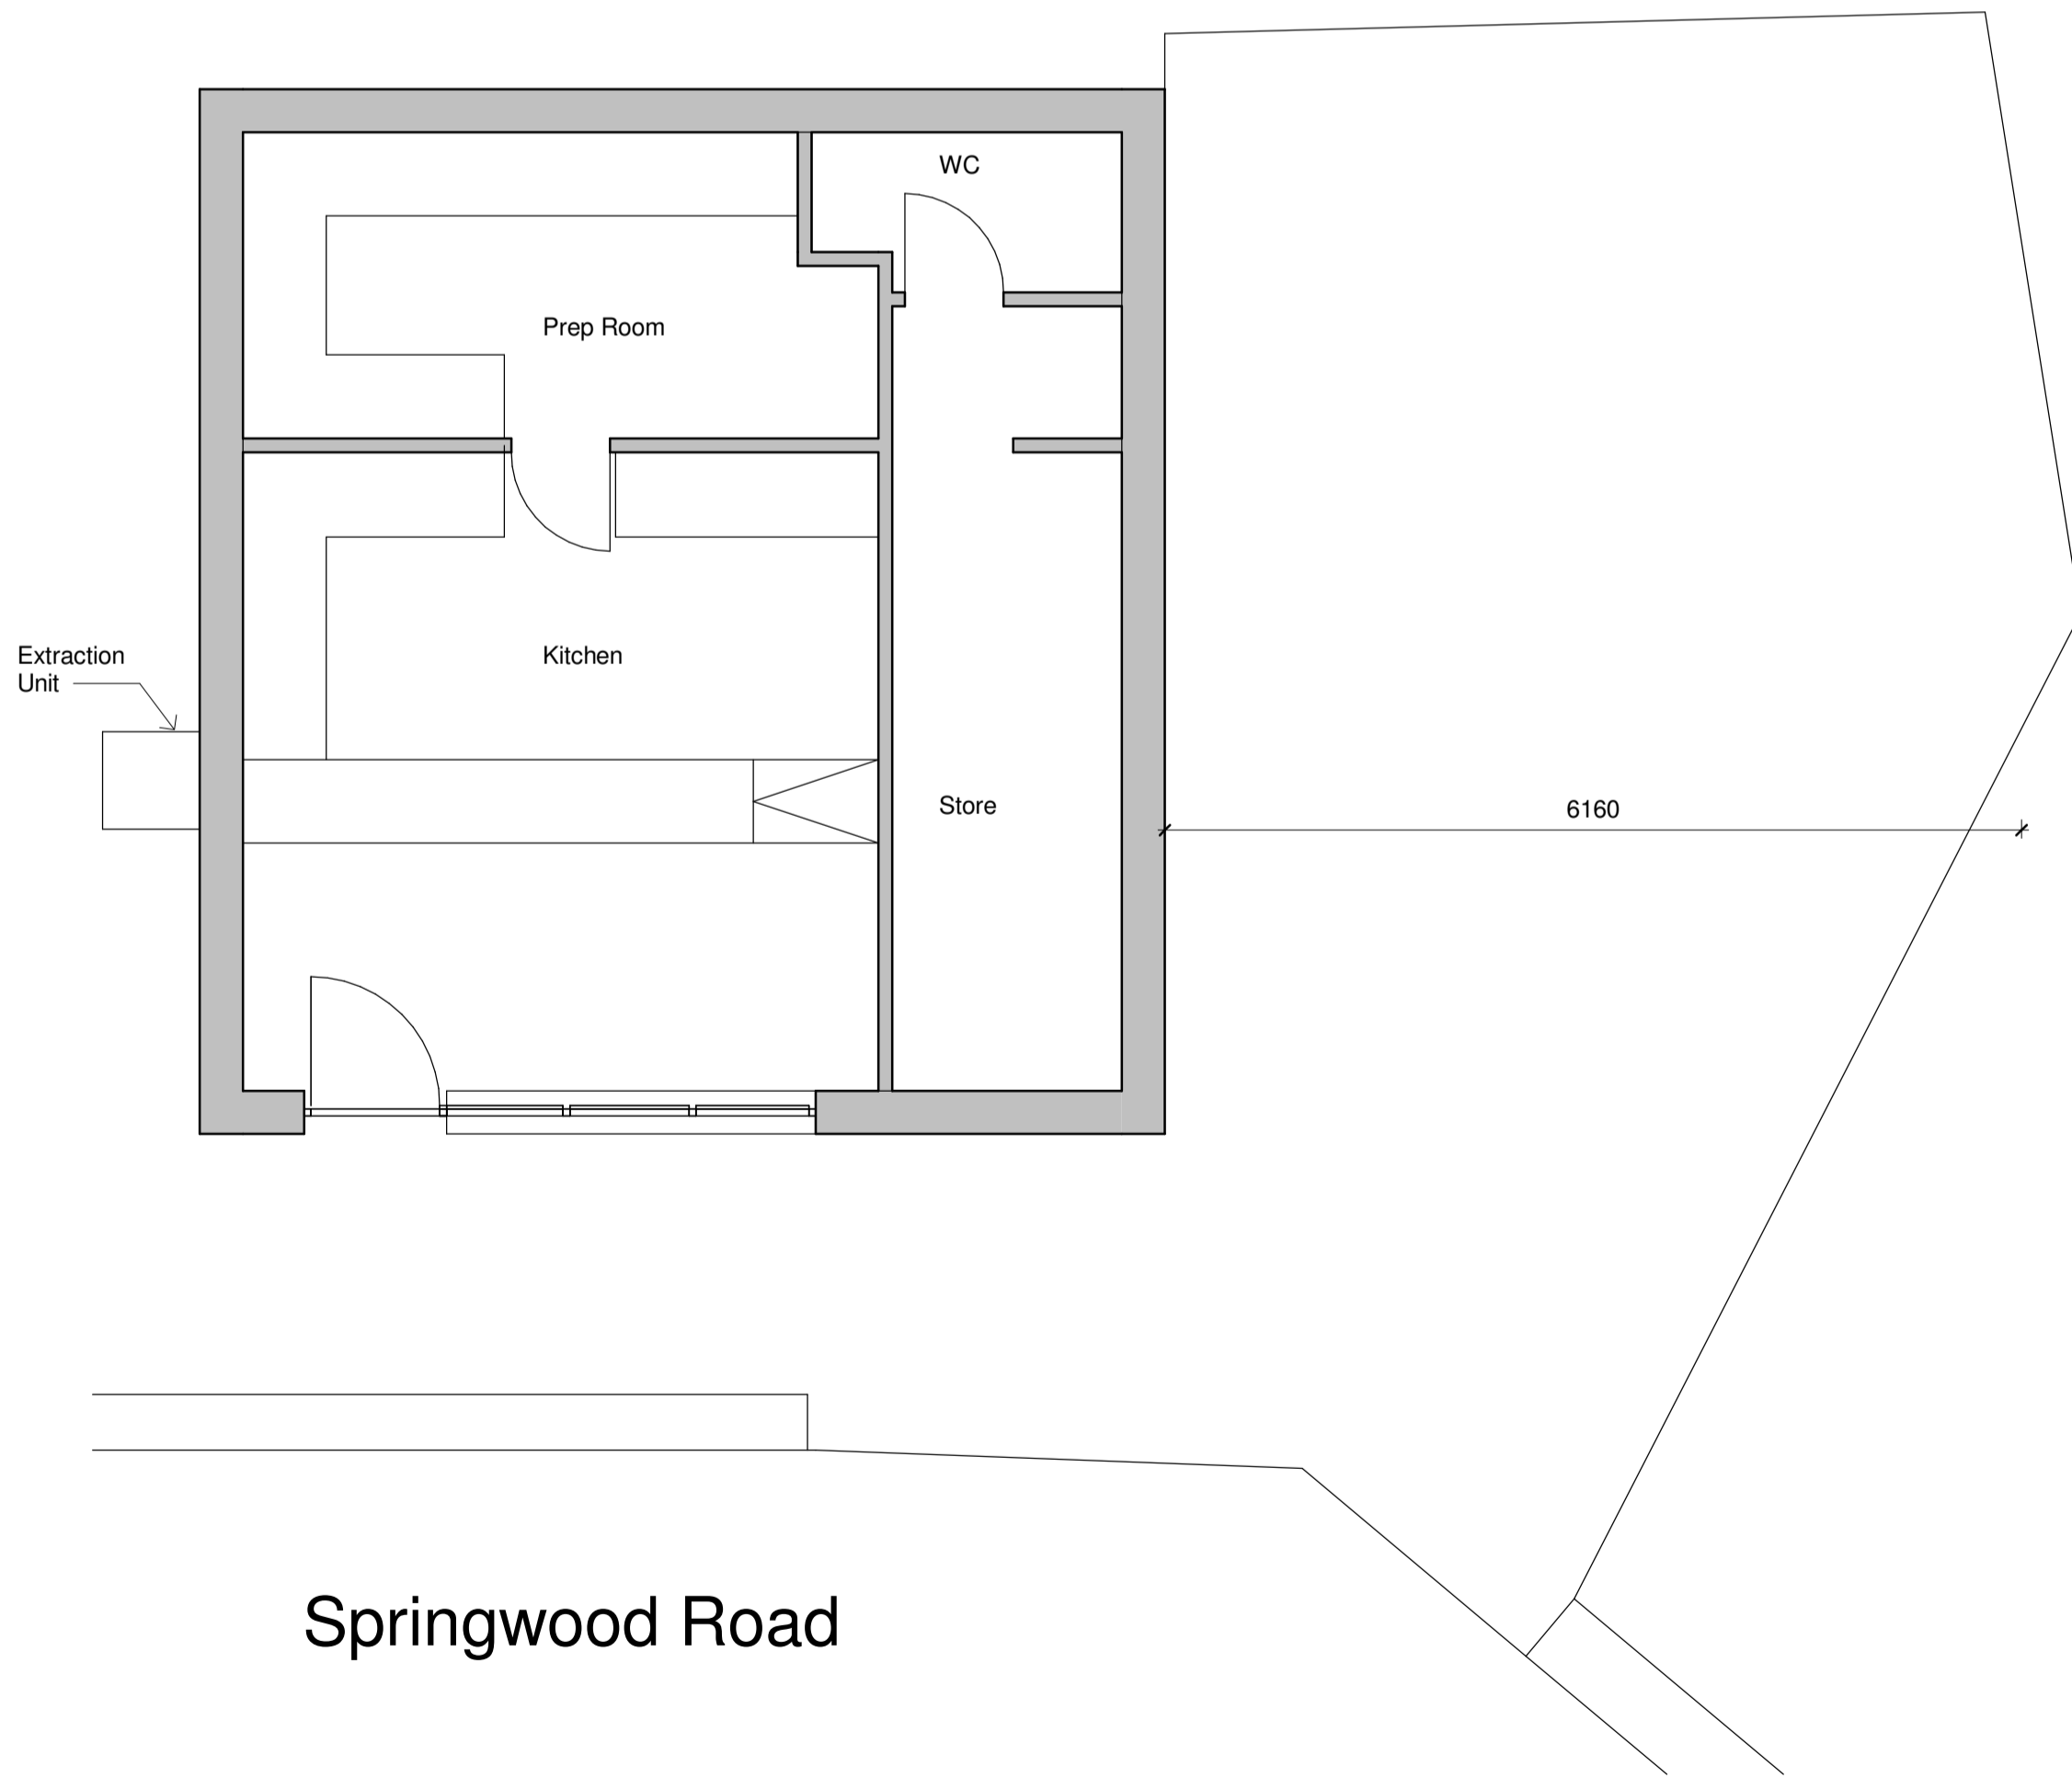 WC
Prep Room
Extraction
Unit
Kitchen
Store
6160
Springwood Road